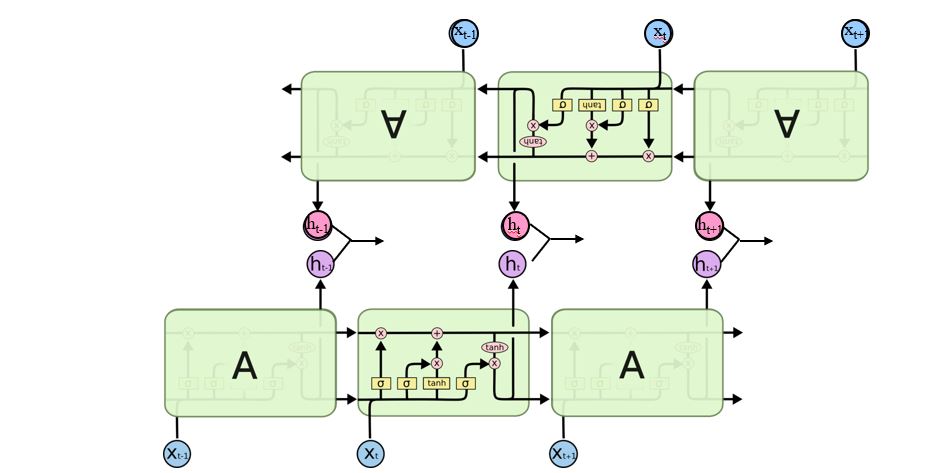 x_{t-1} x_t x_{t+1}
∀ σ tanh σ σ ∀
x x
tanh
+ x
h_{t-1} h_t h_{t+1}
h_{t-1} h_t h_{t+1}
x +
tanh
A x x A
σ σ tanh σ
x_{t-1} x_t x_{t+1}